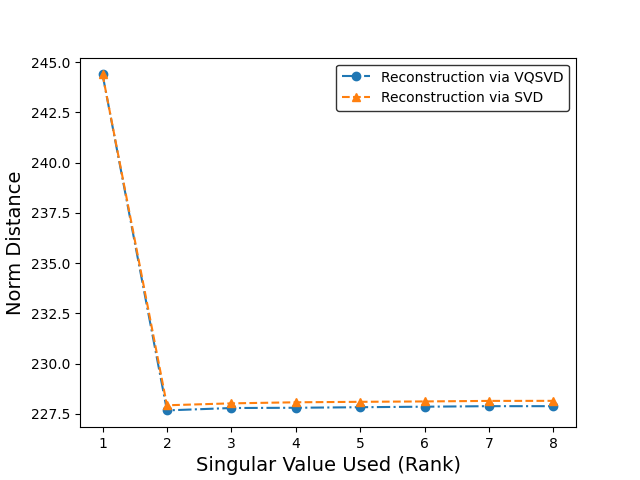 245.0
242.5
240.0
237.5
235.0
232.5
230.0
227.5
Norm Distance
Reconstruction via VQSVD
Reconstruction via SVD
1 2 3 4 5 6 7 8
Singular Value Used (Rank)